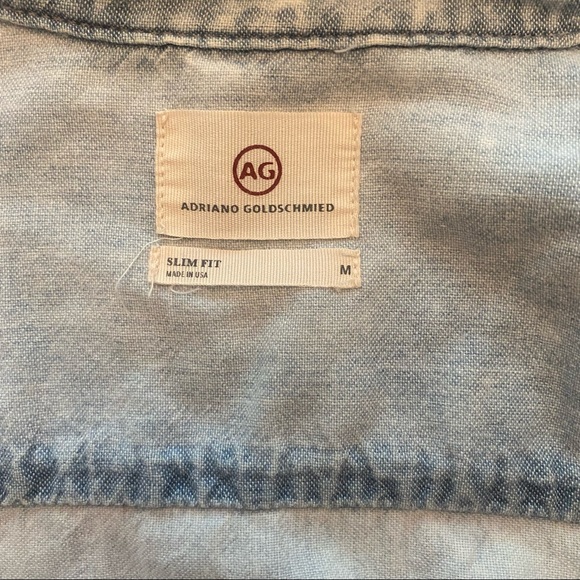 AG
ADRIANO GOLDSCHMIED
SLIM FIT
MADE IN USA
M